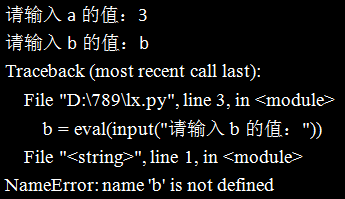 请输入 a 的值：3
请输入 b 的值：b
Traceback (most recent call last):
File "D:\789\lx.py", line 3, in <module>
b = eval(input("请输入 b 的值："))
File "<string>", line 1, in <module>
NameError: name 'b' is not defined